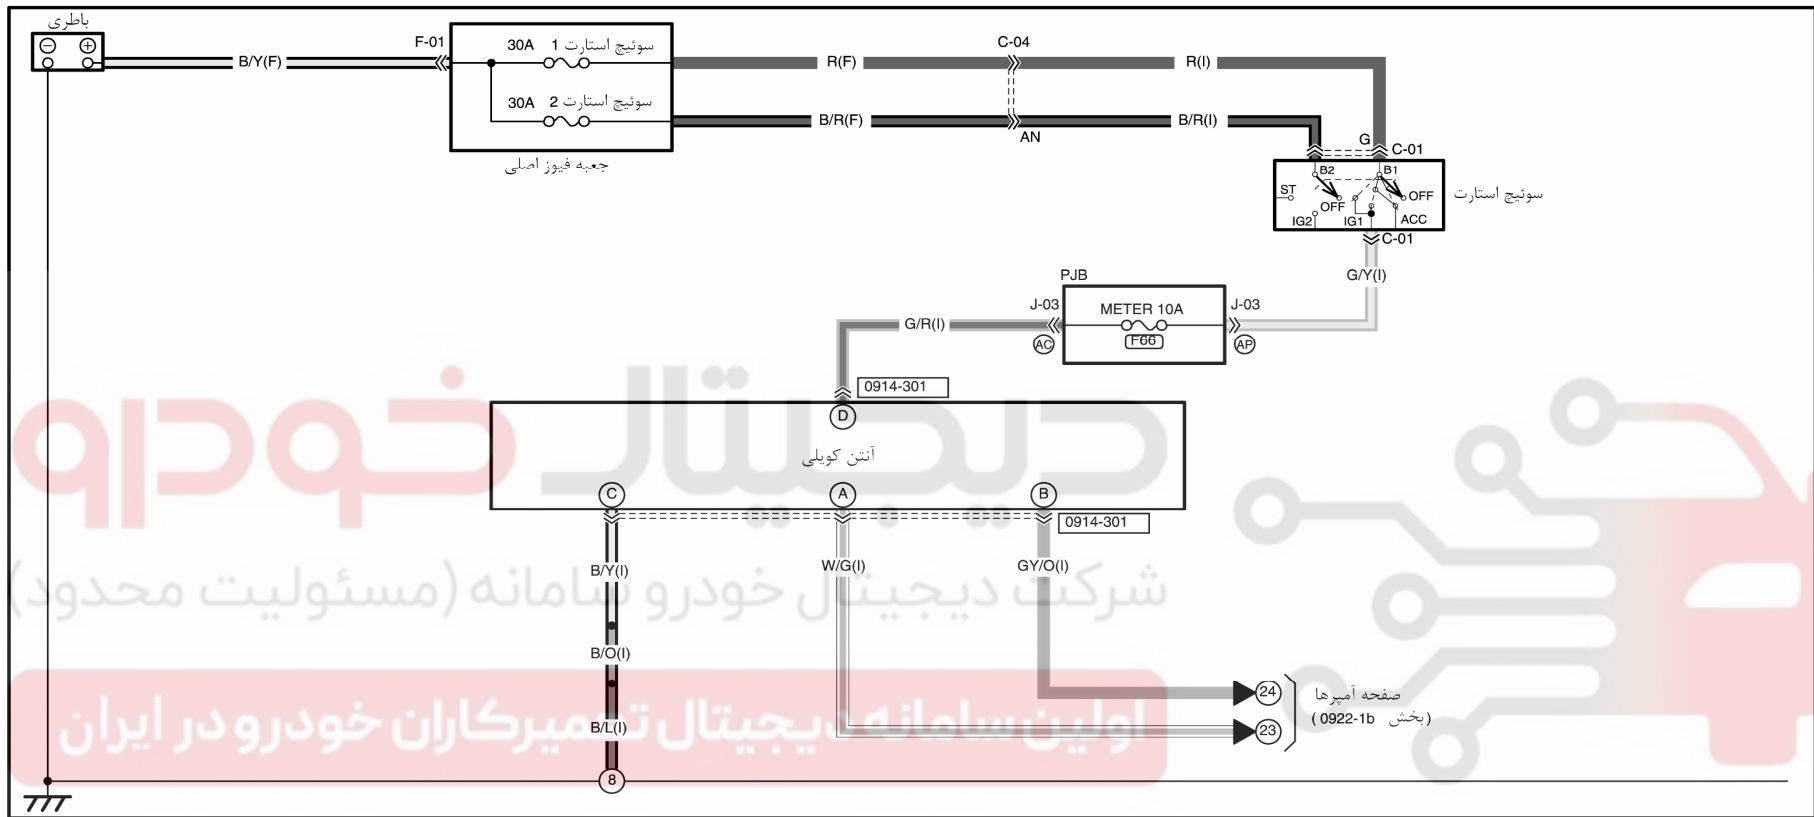 باطری
B/Y(F)
F-01
30A 1 سوئیچ استارت
30A 2 سوئیچ استارت
جعبه فیوز اصلی
R(F)
C-04
R(I)
B/R(F)
AN
B/R(I)
G
C-01
B2
B1
ST
OFF
OFF
IG2
IG1
ACC
سوئیچ استارت
C-01
G/Y(I)
PJB
J-03
METER 10A
J-03
F66
AC
AP
G/R(I)
0914-301
D
آنتن کویلی
C
A
B
0914-301
B/Y(I)
W/G(I)
GY/O(I)
B/O(I)
B/L(I)
24
23
صفحه آمپرها
(بخش 0922-1b)
8
دیجیتال خودرو
شرکت دیجیتال خودرو سامانه (مسئولیت محدود)
اولین سامانه دیجیتال تعمیرکاران خودرو در ایران